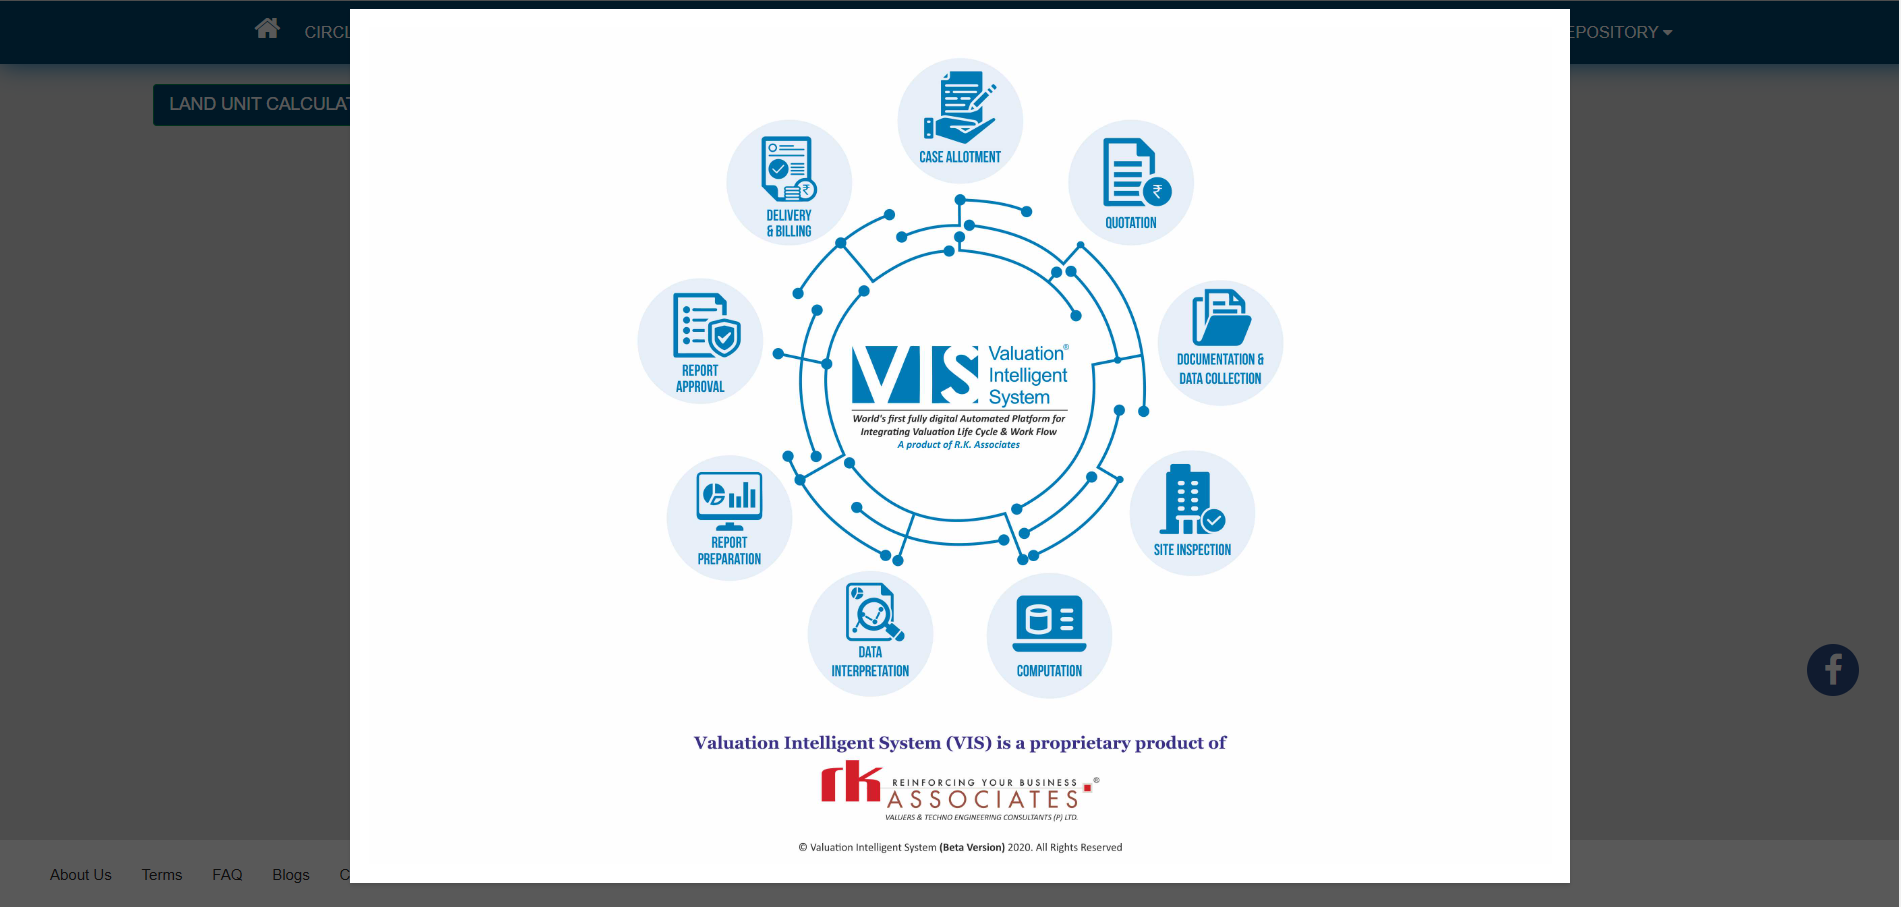 CIRCL
EPOSITORY
LAND UNIT CALCULAT
CASE ALLOTMENT
QUOTATION
DOCUMENTATION &
DATA COLLECTION
SITE INSPECTION
COMPUTATION
DATA
INTERPRETATION
REPORT
PREPARATION
REPORT
APPROVAL
DELIVERY
& BILLING
VIS Valuation®
Intelligent
System
World's first fully digital Automated Platform for
Integrating Valuation Life Cycle & Work Flow
A product of R.K. Associates
Valuation Intelligent System (VIS) is a proprietary product of
rk REINFORCING YOUR BUSINESS ®
ASSOCIATES
VALUERS & TECHNO ENGINEERING CONSULTANTS (P) LTD.
© Valuation Intelligent System (Beta Version) 2020. All Rights Reserved
About Us Terms FAQ Blogs C